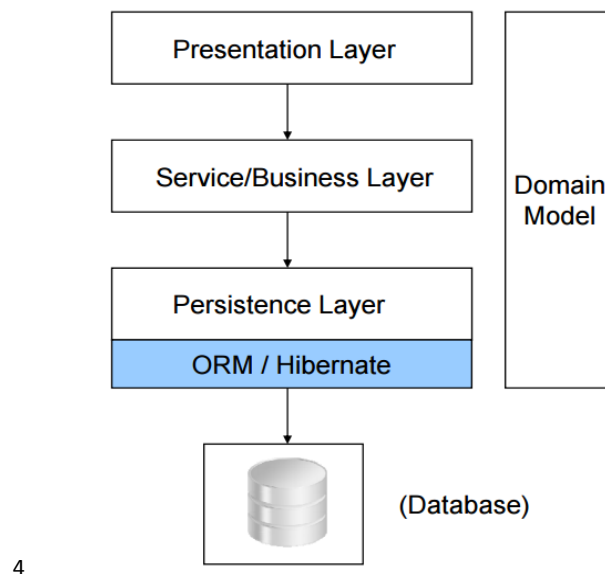 Presentation Layer
Service/Business Layer
Domain
Model
Persistence Layer
ORM / Hibernate
(Database)
4